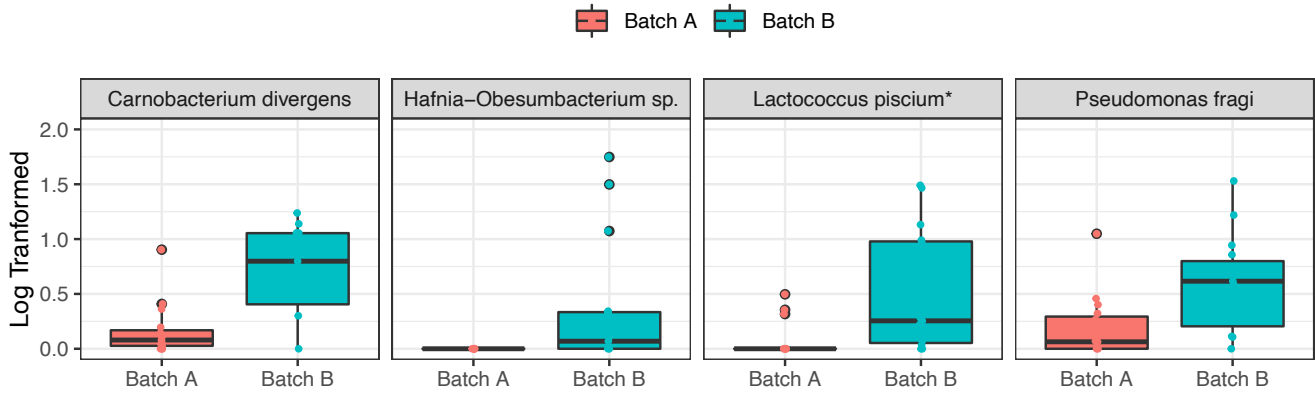 Batch A Batch B
Carnobacterium divergens Hafnia−Obesumbacterium sp. Lactococcus piscium* Pseudomonas fragi
Log Tranformed
2.0
1.5
1.0
0.5
0.0
Batch A Batch B Batch A Batch B Batch A Batch B Batch A Batch B